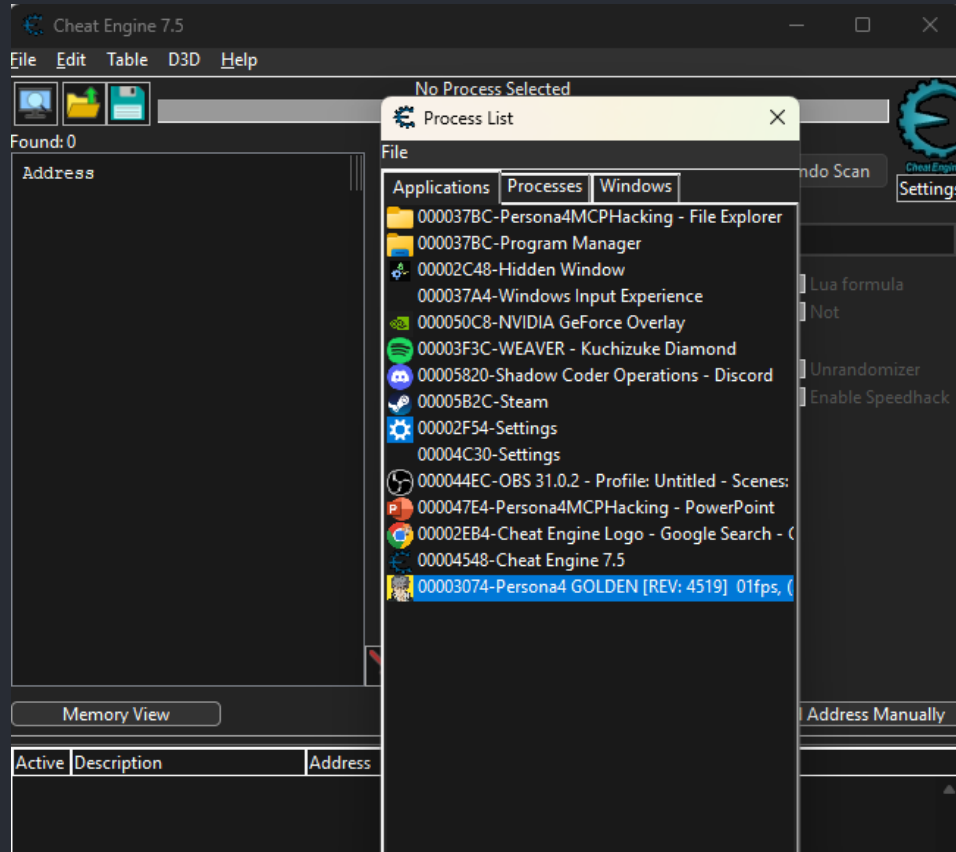 Cheat Engine 7.5
File Edit Table D3D Help
No Process Selected
Process List
Found: 0
File
Address
Applications Processes Windows
ndo Scan
Cheat Engin
Settings
000037BC-Persona4MCPHacking - File Explorer
000037BC-Program Manager
00002C48-Hidden Window
Lua formula
000037A4-Windows Input Experience
Not
000050C8-NVIDIA GeForce Overlay
00003F3C-WEAVER - Kuchizuke Diamond
00005820-Shadow Coder Operations - Discord
Unrandomizer
00005B2C-Steam
Enable Speedhack
00002F54-Settings
00004C30-Settings
000044EC-OBS 31.0.2 - Profile: Untitled - Scenes:
000047E4-Persona4MCPHacking - PowerPoint
00002EB4-Cheat Engine Logo - Google Search - (
00004548-Cheat Engine 7.5
00003074-Persona4 GOLDEN [REV: 4519] 01fps, (
Memory View
Address Manually
Active Description Address